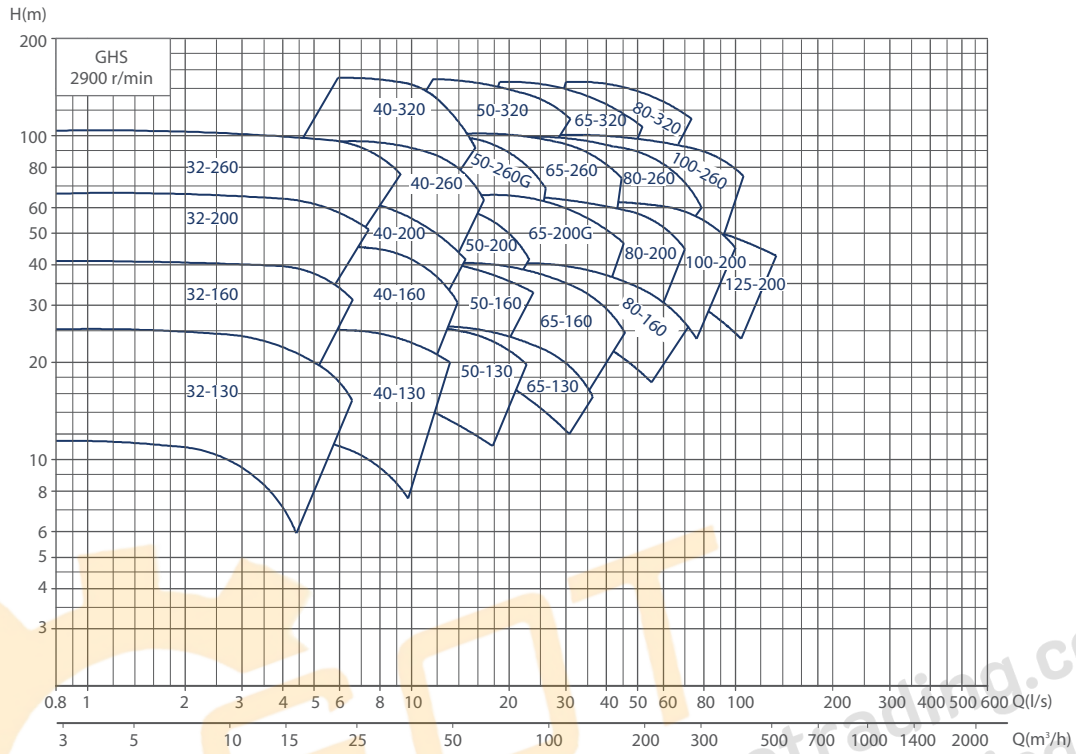 H(m)
200
GHS
2900 r/min
40-320 50-320 65-320 80-320
100
80
60
50
40
30
20
10
8
6
5
4
3
32-260 40-260 50-260G 65-260 80-260 100-260
32-200 40-200 50-200 65-200G 80-200 100-200 125-200
32-160 40-160 50-160 65-160 80-160
32-130 40-130 50-130 65-130
0.8 1 2 3 4 5 6 8 10 20 30 40 50 60 80 100 200 300 400 500 600 Q(l/s)
3 5 10 15 25 50 100 200 300 500 700 1000 1400 2000 Q(m³/h)